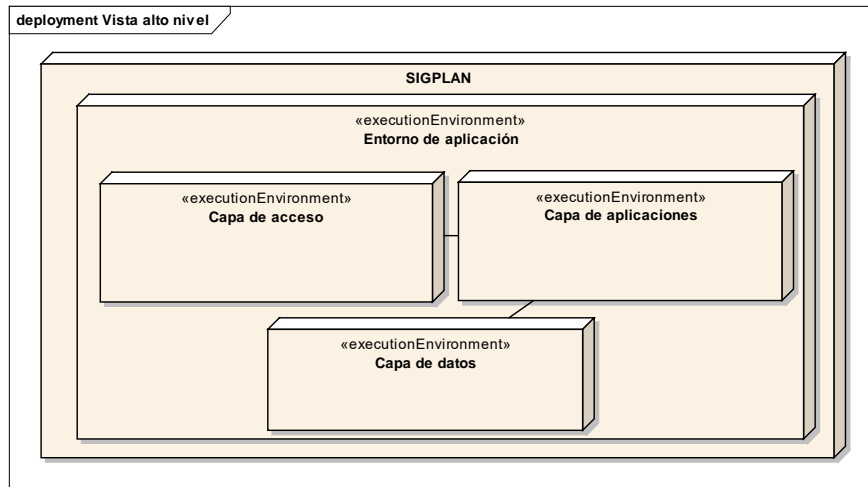 deployment Vista alto nivel
SIGPLAN
«executionEnvironment»
Entorno de aplicación
«executionEnvironment»
Capa de acceso
«executionEnvironment»
Capa de aplicaciones
«executionEnvironment»
Capa de datos